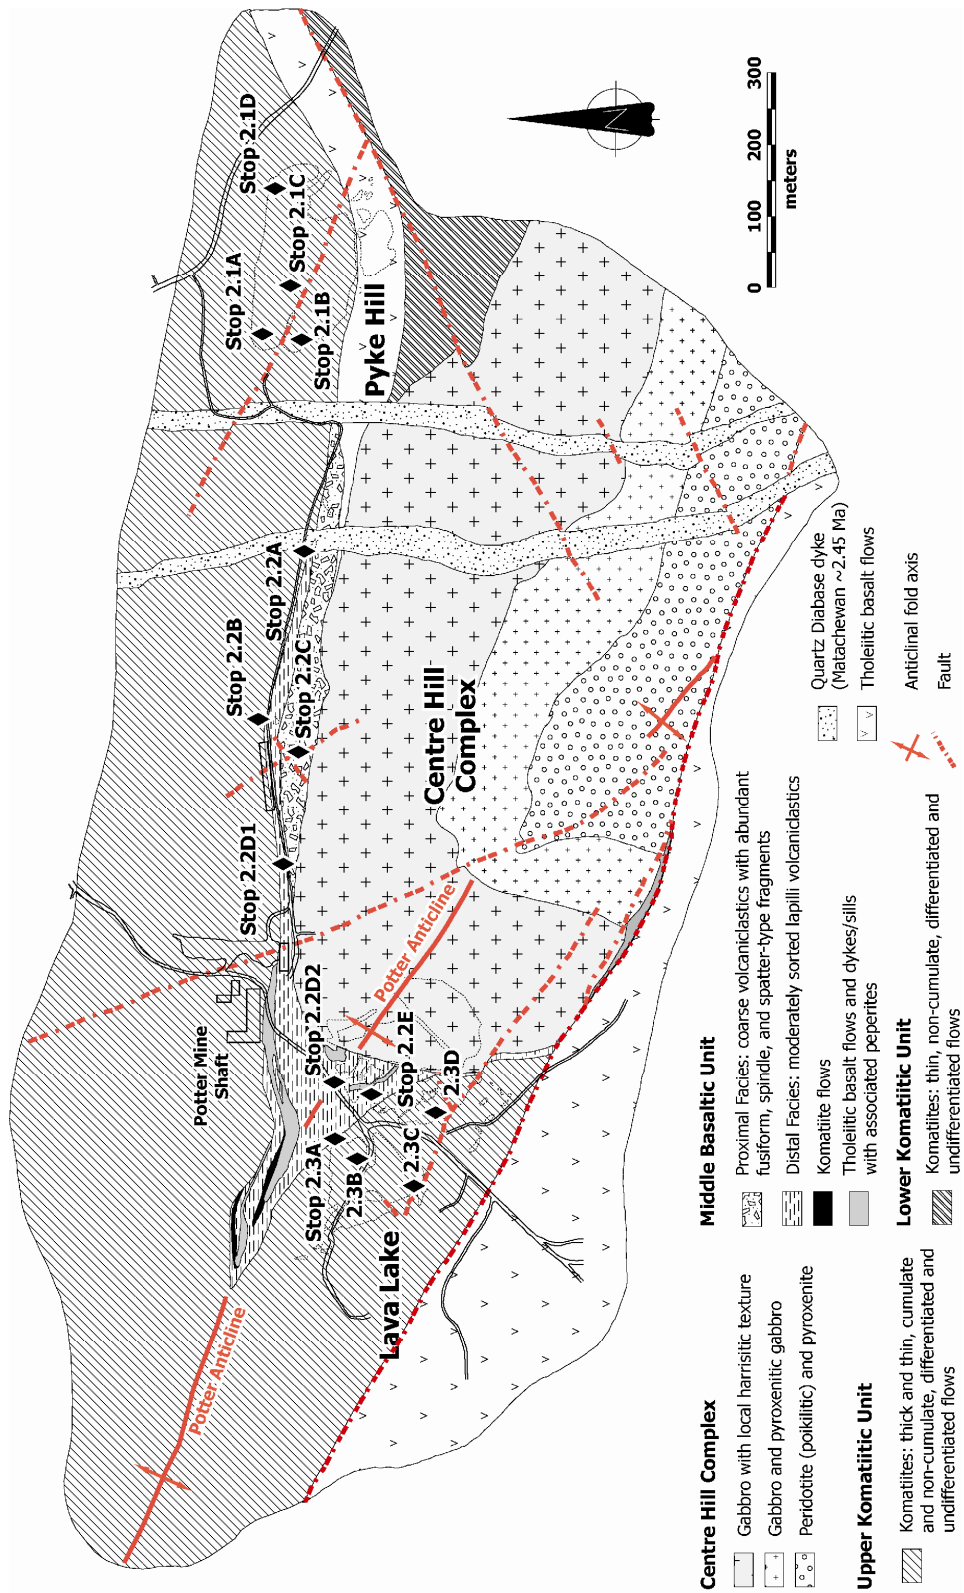 Stop 2.1D
Stop 2.1C
Stop 2.1A
Stop 2.1B
Pyke Hill
N
0 100 200 300
meters
Stop 2.2A
Stop 2.2B
Stop 2.2C
Centre Hill
Complex
Stop 2.2D1
Potter Anticline
Potter Mine
Shaft
Stop 2.2D2
Stop 2.2E
2.3D
Stop 2.3A
2.3B
2.3C
Lava Lake
Potter Anticline
Centre Hill Complex
Gabbro with local harrisitic texture
Gabbro and pyroxenitic gabbro
Peridotite (poikilitic) and pyroxenite
Upper Komatiitic Unit
Komatiites: thick and thin, cumulate
and non-cumulate, differentiated and
undifferentiated flows
Middle Basaltic Unit
Proximal Facies: coarse volcaniclastics with abundant
fusiform, spindle, and spatter-type fragments
Distal Facies: moderately sorted lapilli volcaniclastics
Komatiite flows
Tholeiitic basalt flows and dykes/sills
with associated peperites
Lower Komatiitic Unit
Komatiites: thin, non-cumulate, differentiated and
undifferentiated flows
Quartz Diabase dyke
(Matachewan ~2.45 Ma)
Tholeiitic basalt flows
Anticlinal fold axis
Fault